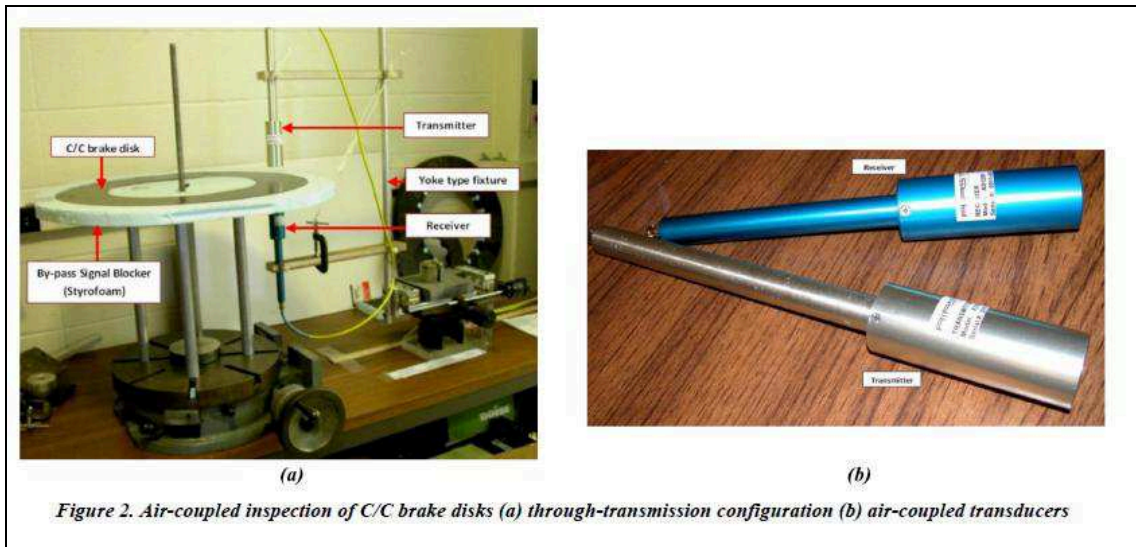 C/C brake disk
Transmitter
Yoke type fixture
Receiver
By-pass Signal Blocker
(Styrofoam)
(a)
Receiver
Transmitter
(b)
Figure 2. Air-coupled inspection of C/C brake disks (a) through-transmission configuration (b) air-coupled transducers